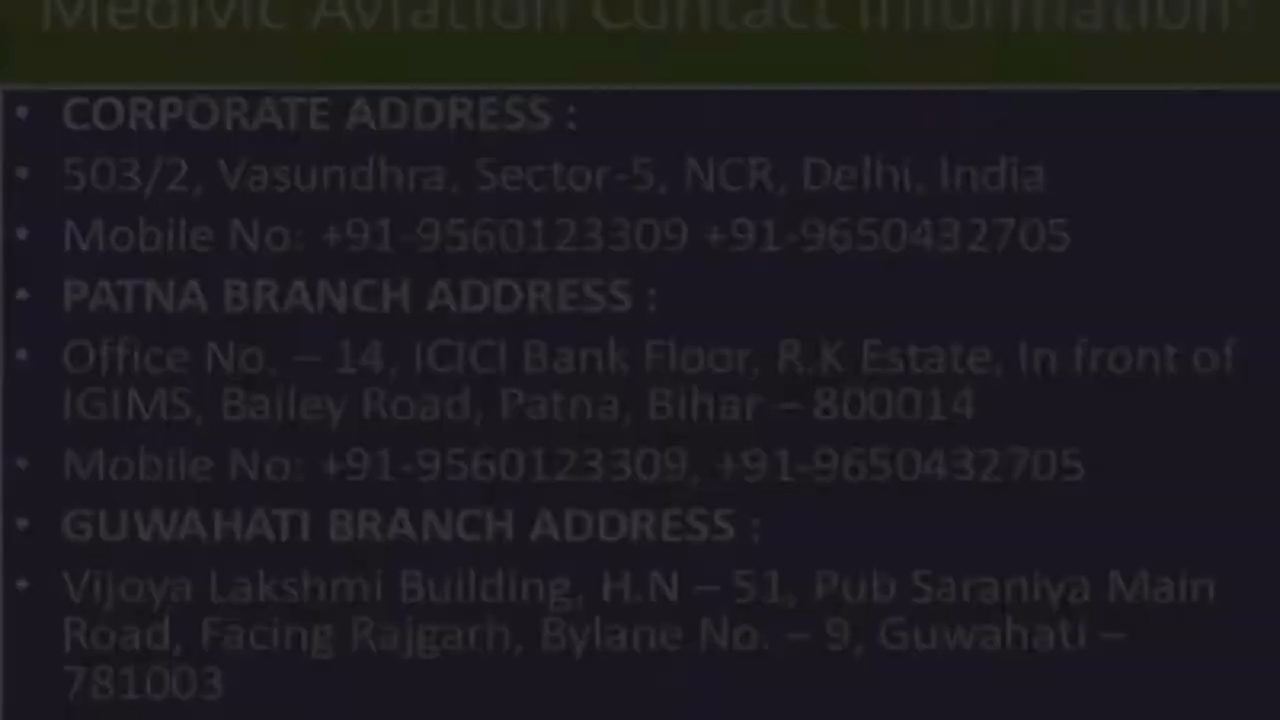 Medivic Aviation Contact Information
• CORPORATE ADDRESS :
• 503/2, Vasundhra, Sector-5, NCR, Delhi, India
• Mobile No: +91-9560123309 +91-9650432705
• PATNA BRANCH ADDRESS :
• Office No. – 14, ICICI Bank Floor, R.K Estate, In front of
IGIMS, Bailey Road, Patna, Bihar – 800014
• Mobile No: +91-9560123309, +91-9650432705
• GUWAHATI BRANCH ADDRESS :
• Vijoya Lakshmi Building, H.N – 51, Pub Saraniya Main
Road, Facing Rajgarh, Bylane No. – 9, Guwahati –
781003